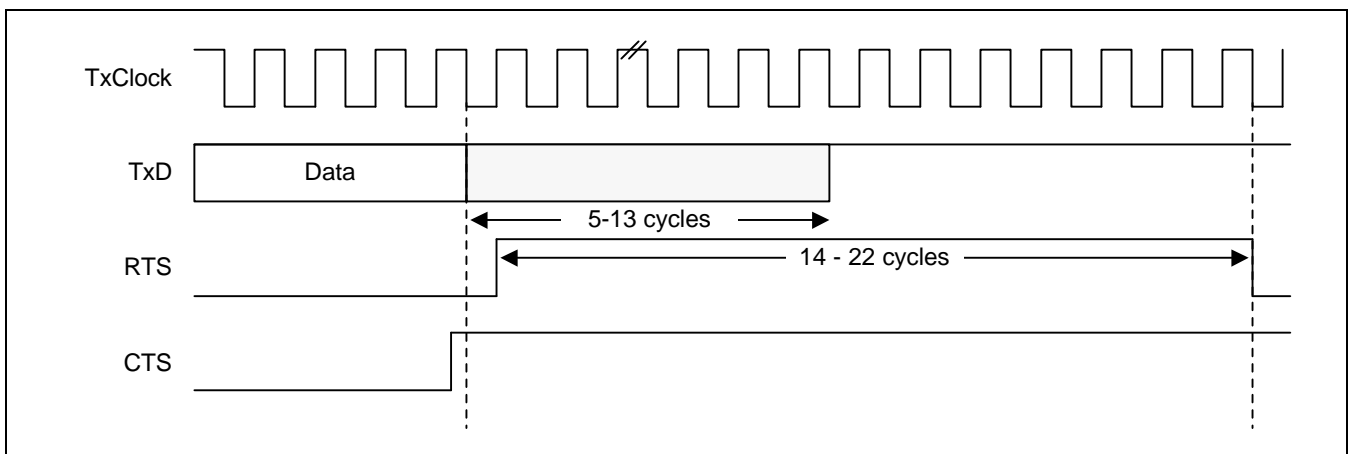 TxClock
TxD
Data
5-13 cycles
RTS
14 - 22 cycles
CTS